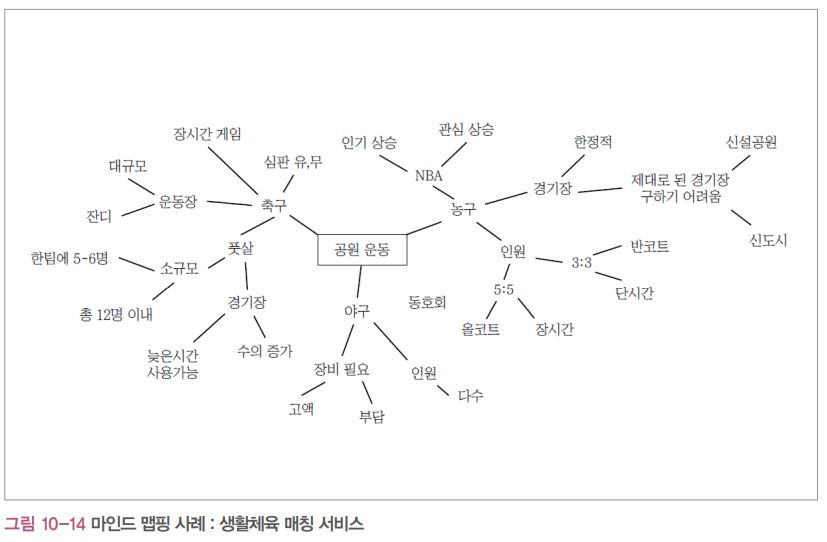 장시간 게임
심판 유,무
대규모
운동장
잔디
축구
한팀에 5-6명
소규모
총 12명 이내
풋살
경기장
늦은시간
사용가능
수의 증가
공원 운동
인기 상승
관심 상승
NBA
농구
경기장
한정적
제대로 된 경기장
구하기 어려움
신설공원
신도시
인원
3:3
반코트
단시간
5:5
올코트
장시간
야구
동호회
장비 필요
고액
부담
인원
다수
그림 10-14 마인드 맵핑 사례 : 생활체육 매칭 서비스